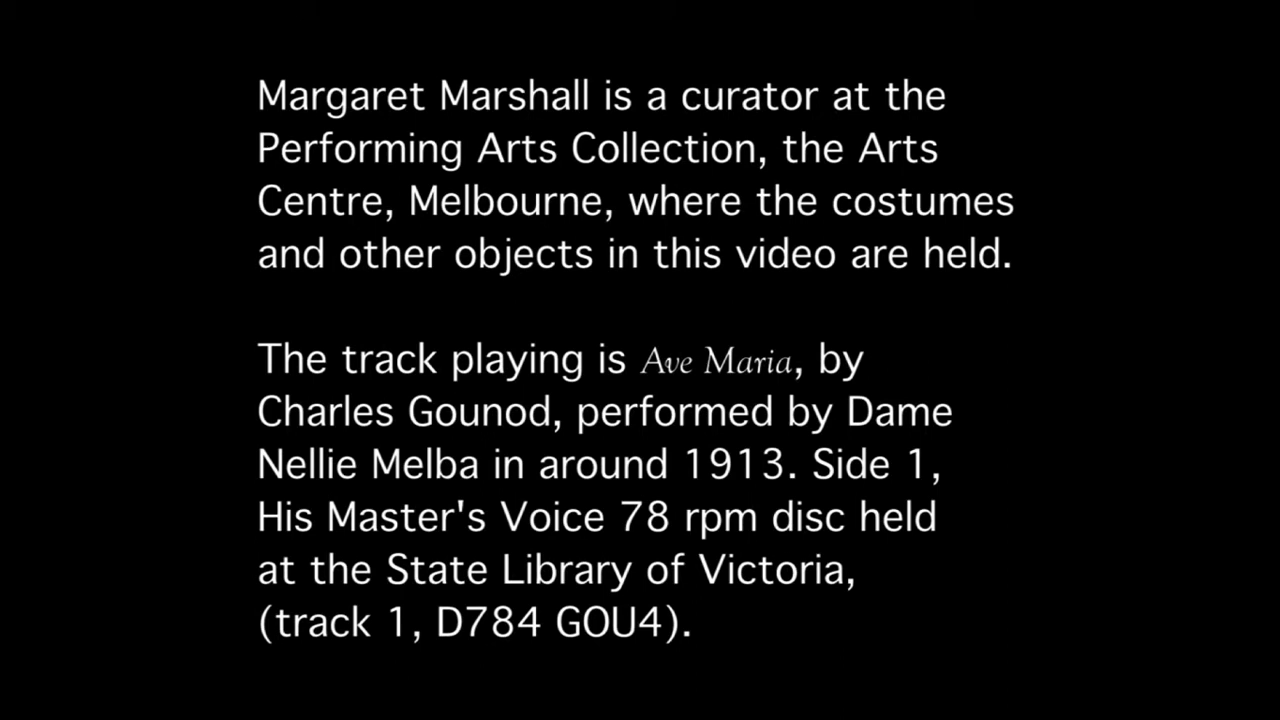 Margaret Marshall is a curator at the
Performing Arts Collection, the Arts
Centre, Melbourne, where the costumes
and other objects in this video are held.
The track playing is Ave Maria, by
Charles Gounod, performed by Dame
Nellie Melba in around 1913. Side 1,
His Master's Voice 78 rpm disc held
at the State Library of Victoria,
(track 1, D784 GOU4).